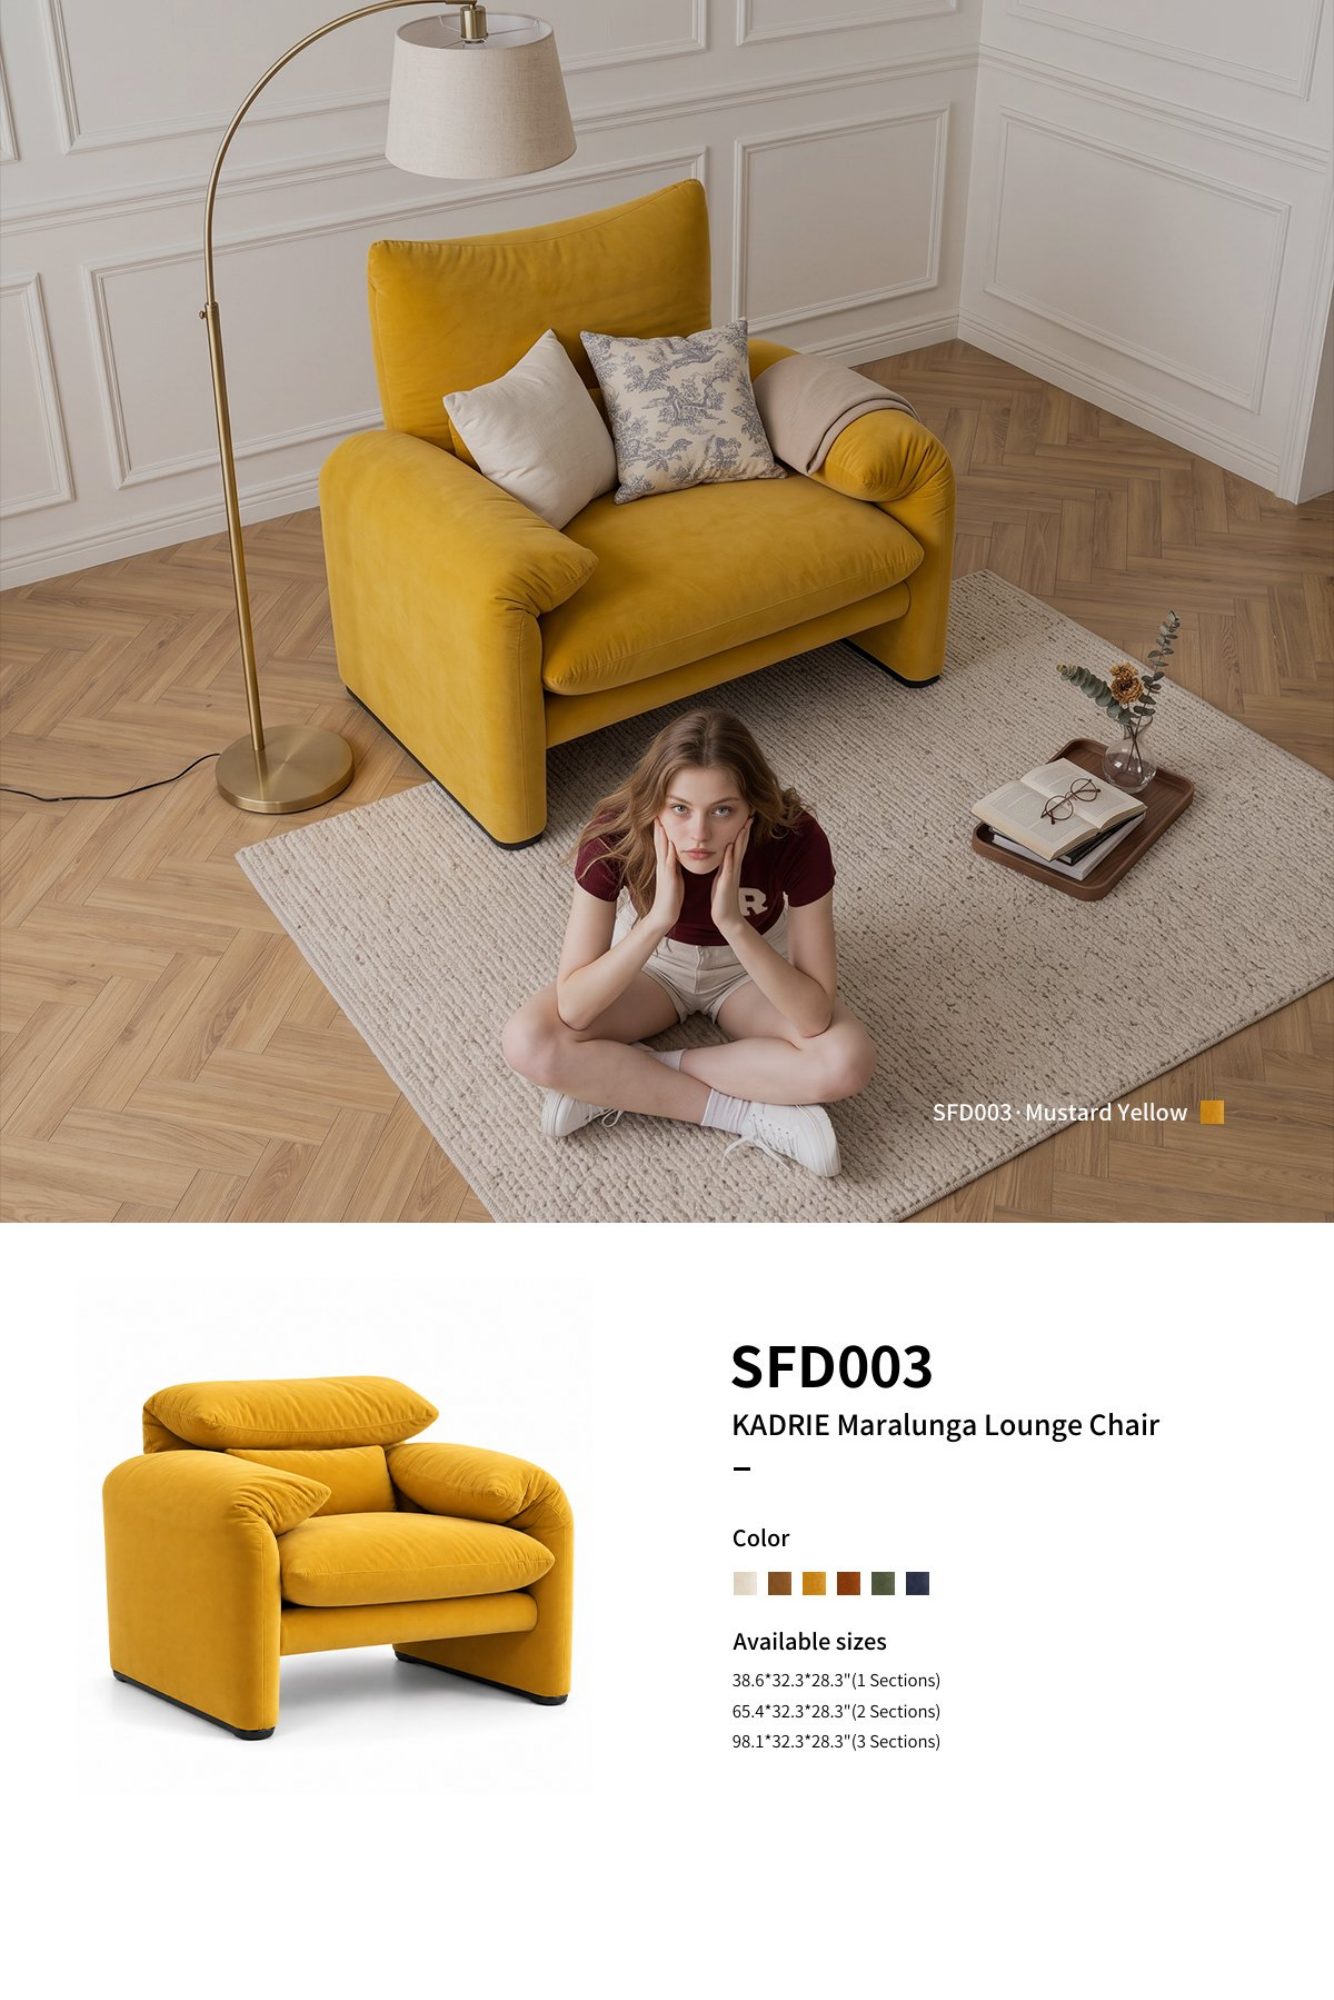 R
SFD003·Mustard Yellow
SFD003
KADRIE Maralunga Lounge Chair
–
Color
Available sizes
38.6*32.3*28.3"(1 Sections)
65.4*32.3*28.3"(2 Sections)
98.1*32.3*28.3"(3 Sections)